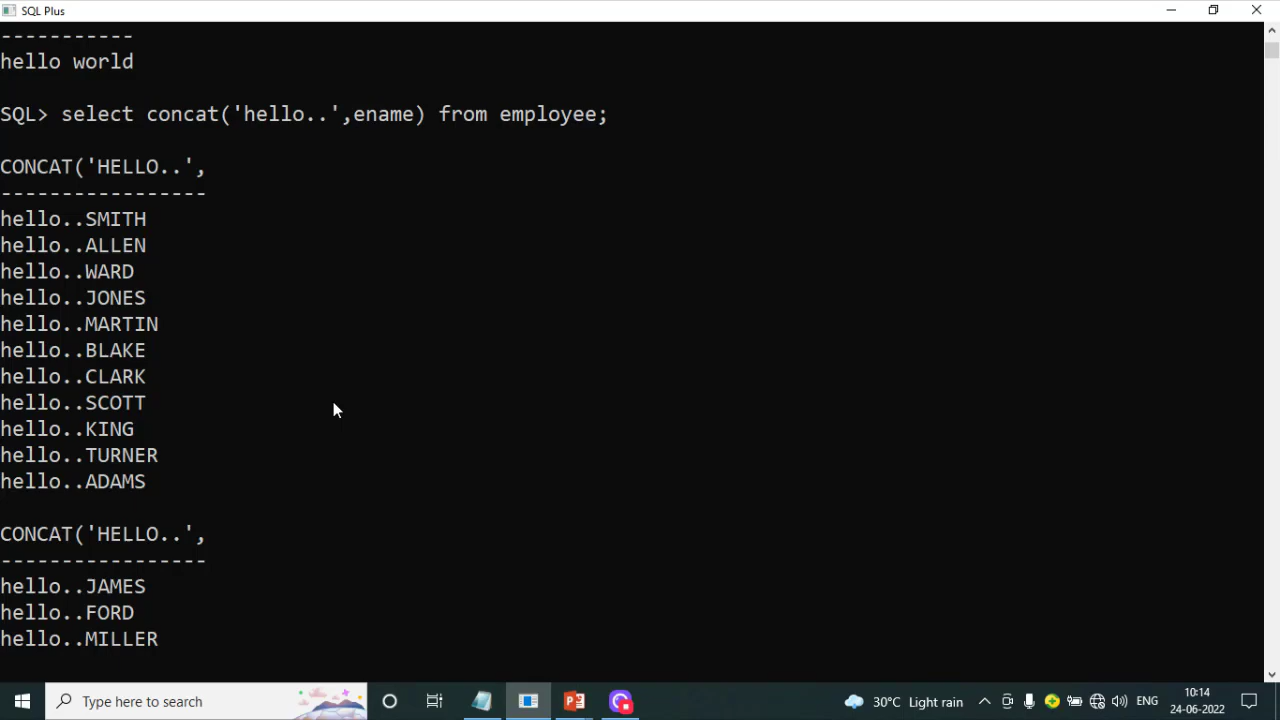 SQL Plus
-----------
hello world
SQL> select concat('hello..',ename) from employee;
CONCAT('HELLO..',
-----------------
hello..SMITH
hello..ALLEN
hello..WARD
hello..JONES
hello..MARTIN
hello..BLAKE
hello..CLARK
hello..SCOTT
hello..KING
hello..TURNER
hello..ADAMS
CONCAT('HELLO..',
-----------------
hello..JAMES
hello..FORD
hello..MILLER
Type here to search
30°C Light rain
ENG
10:14
24-06-2022